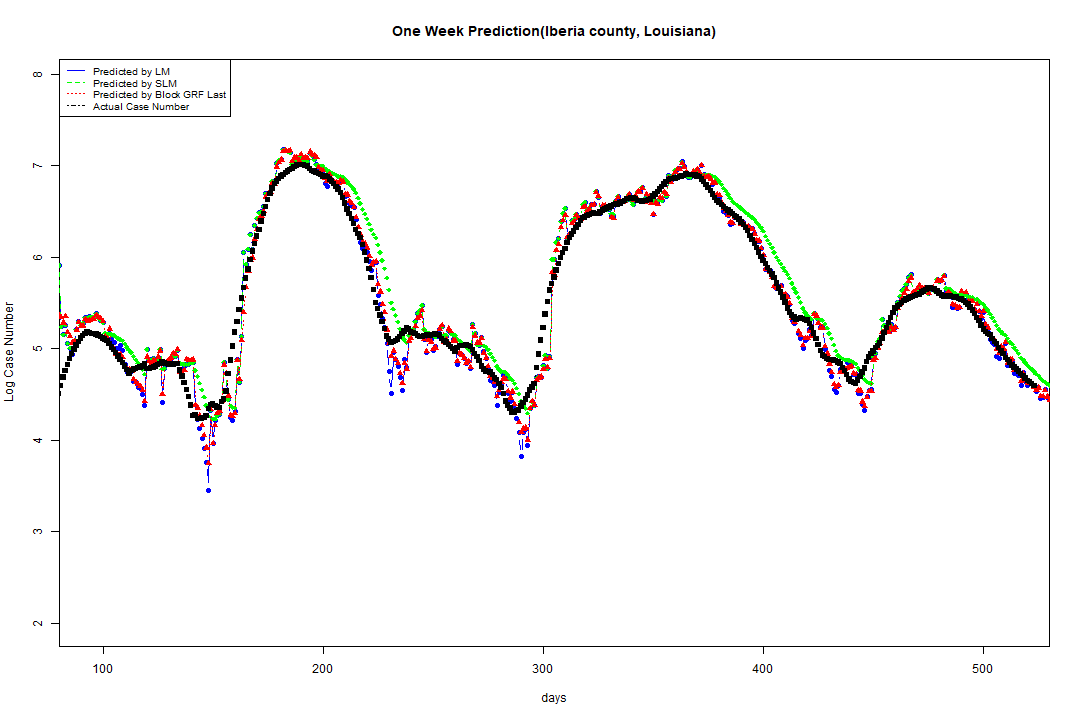 One Week Prediction(Iberia county, Louisiana)
Predicted by LM
Predicted by SLM
Predicted by Block GRF Last
Actual Case Number
8
7
6
5
4
3
2
Log Case Number
100 200 300 400 500
days